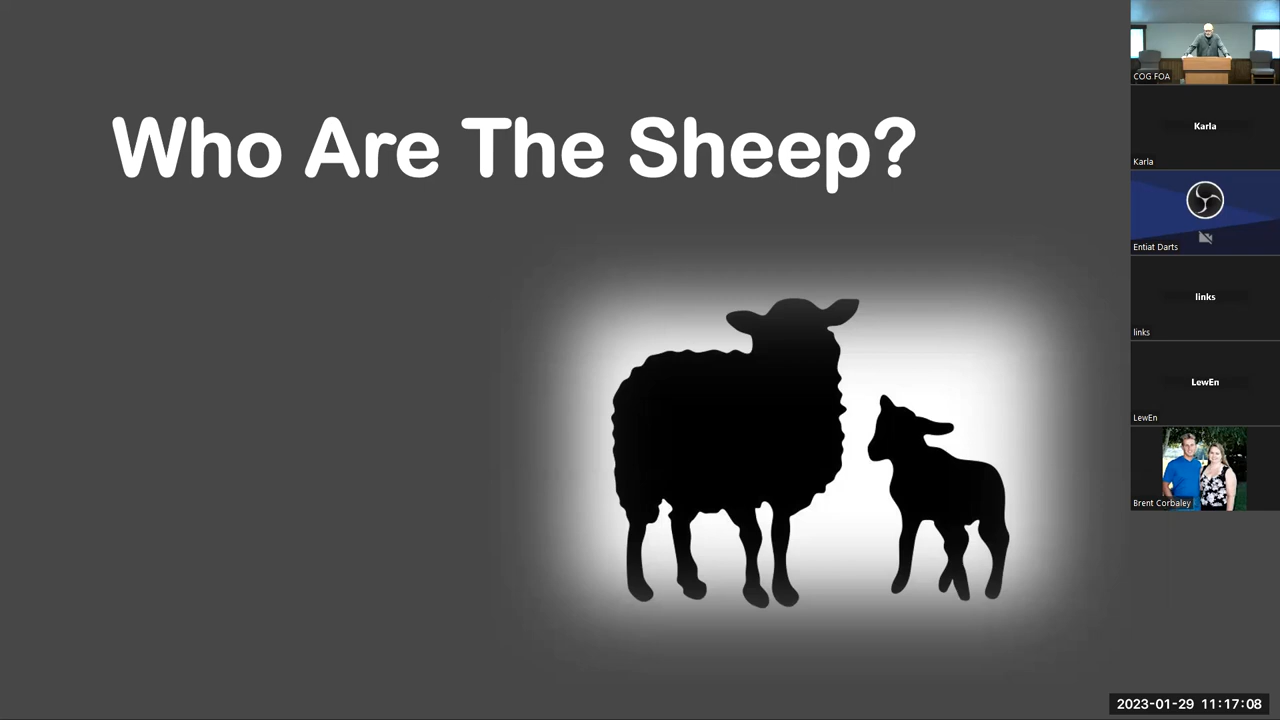 Who Are The Sheep?
COG FOA
Karla
Karla
Entiat Darts
links
links
LewEn
LewEn
Brent Corbaley
2023-01-29 11:17:08